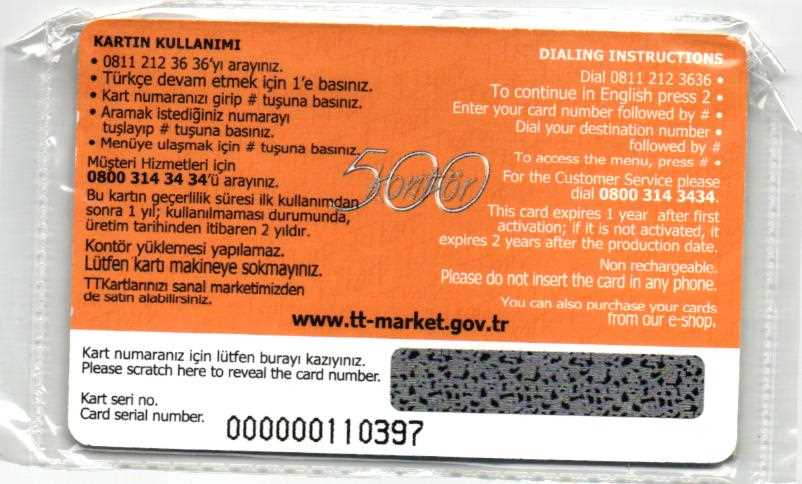 KARTIN KULLANIMI
• 0811 212 36 36'yı arayınız.
• Türkçe devam etmek için 1'e basınız.
• Kart numaranızı girip # tuşuna basınız.
• Aramak istediğiniz numarayı
tuşlayıp # tuşuna basınız.
• Menüye ulaşmak için # tuşuna basınız.
Müşteri Hizmetleri için
0800 314 34 34'ü arayınız.
Bu kartın geçerlilik süresi ilk kullanımdan
sonra 1 yıl; kullanılmaması durumunda,
üretim tarihinden itibaren 2 yıldır.
Kontör yüklemesi yapılamaz.
Lütfen kartı makineye sokmayınız.
TTKartlarınızı sanal marketimizden
de satın alabilirsiniz.
500
kontör
DIALING INSTRUCTIONS
Dial 0811 212 3636 •
To continue in English press 2 •
Enter your card number followed by # •
Dial your destination number •
followed by #
To access the menu, press # •
For the Customer Service please
dial 0800 314 3434.
This card expires 1 year after first
activation; if it is not activated, it
expires 2 years after the production date.
Non rechargeable.
Please do not insert the card in any phone.
You can also purchase your cards
from our e-shop.
www.tt-market.gov.tr
Kart numaranız için lütfen burayı kazıyınız.
Please scratch here to reveal the card number.
Kart seri no.
Card serial number.
000000110397